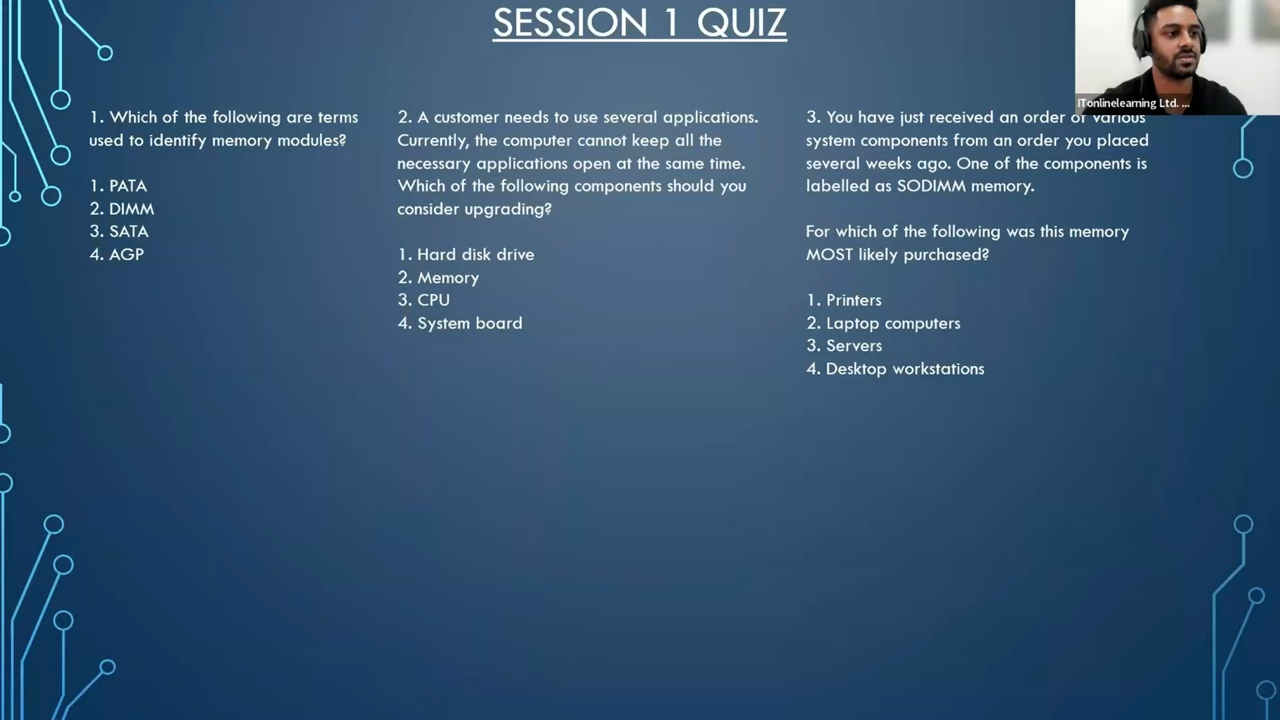 SESSION 1 QUIZ
ITonlinelearning Ltd. ...
1. Which of the following are terms
used to identify memory modules?
1. PATA
2. DIMM
3. SATA
4. AGP
2. A customer needs to use several applications.
Currently, the computer cannot keep all the
necessary applications open at the same time.
Which of the following components should you
consider upgrading?
1. Hard disk drive
2. Memory
3. CPU
4. System board
3. You have just received an order of various
system components from an order you placed
several weeks ago. One of the components is
labelled as SODIMM memory.
For which of the following was this memory
MOST likely purchased?
1. Printers
2. Laptop computers
3. Servers
4. Desktop workstations